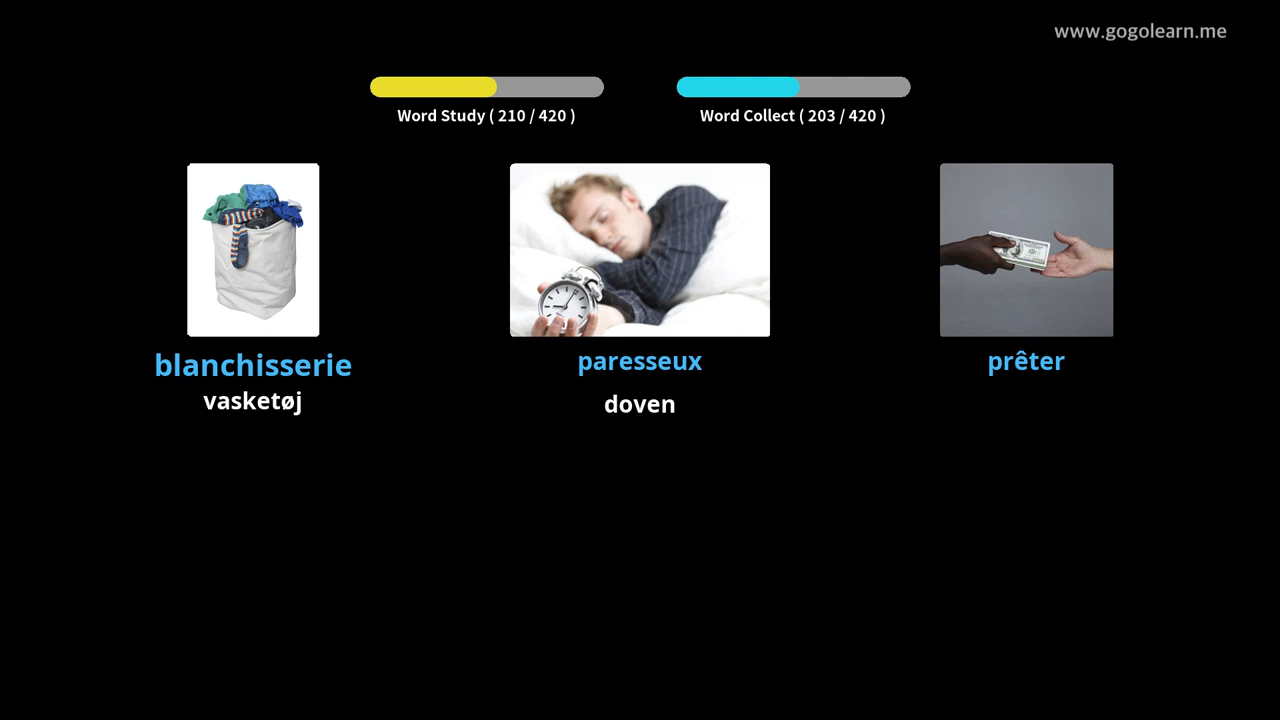 www.gogolearn.me
Word Study ( 210 / 420 )
Word Collect ( 203 / 420 )
blanchisserie
paresseux
prêter
vasketøj
doven